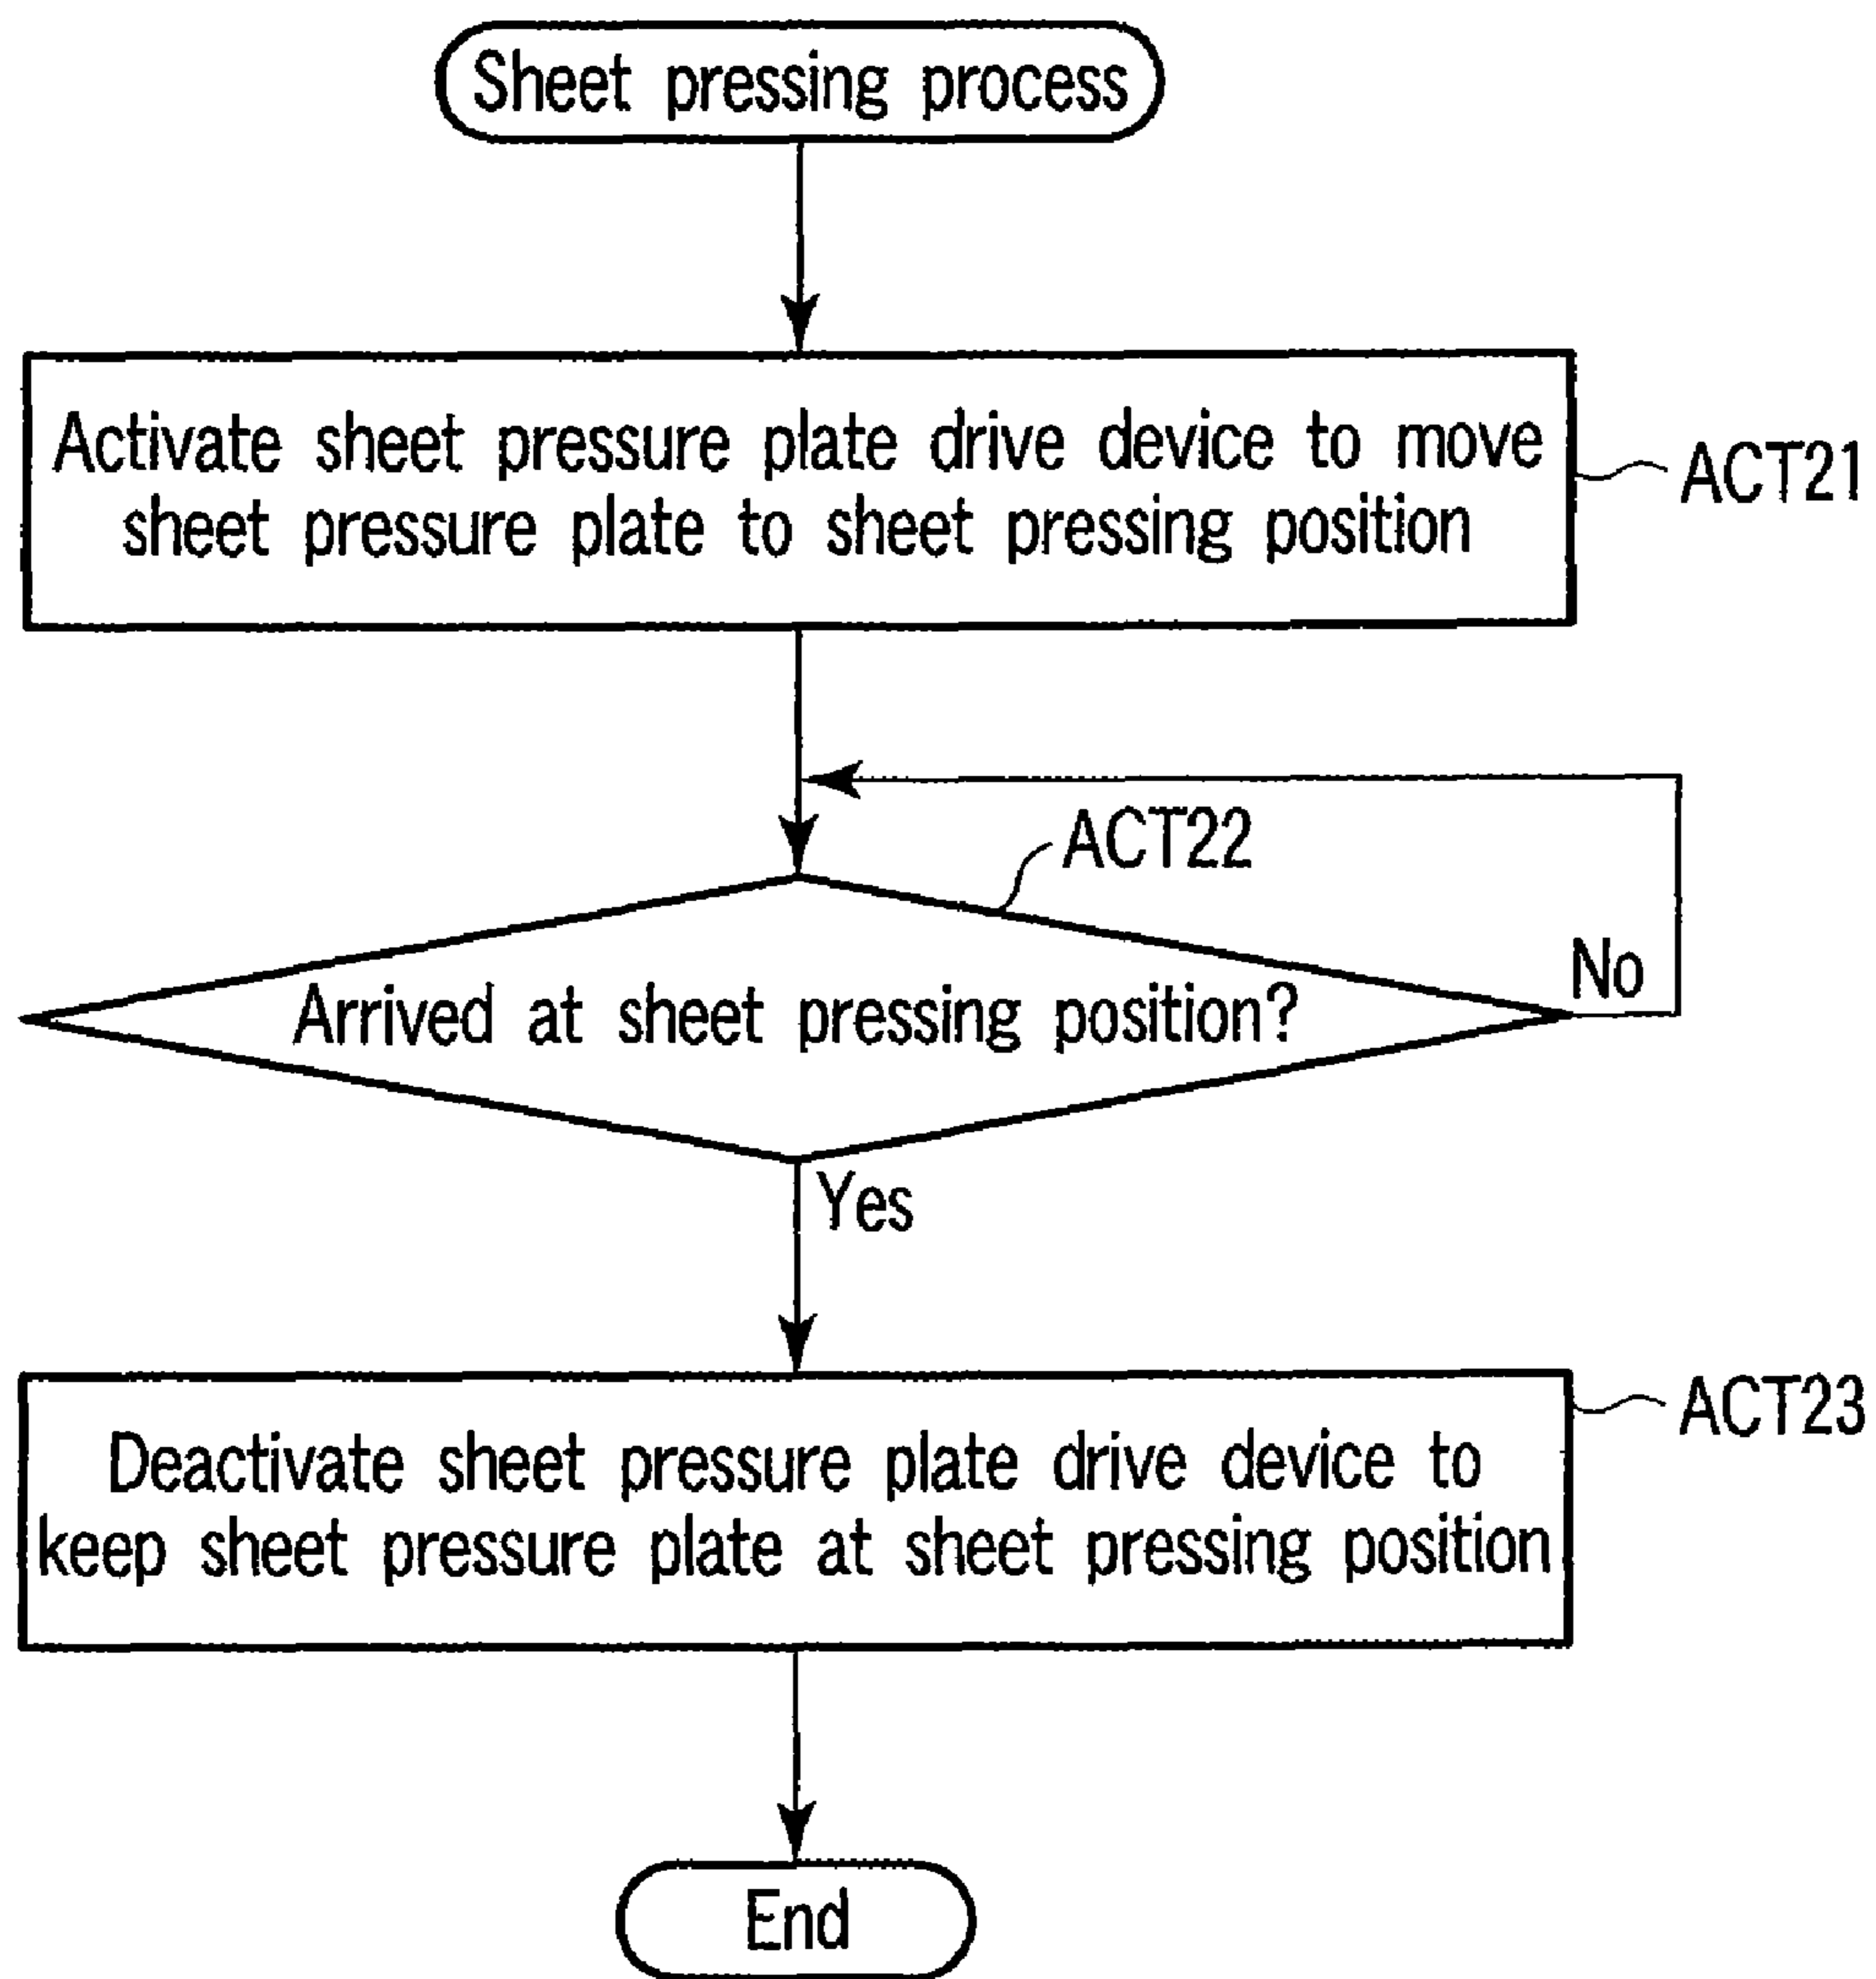 Sheet pressing process
Activate sheet pressure plate drive device to move
sheet pressure plate to sheet pressing position
ACT21
ACT22
Arrived at sheet pressing position?
No
Yes
Deactivate sheet pressure plate drive device to
keep sheet pressure plate at sheet pressing position
ACT23
End